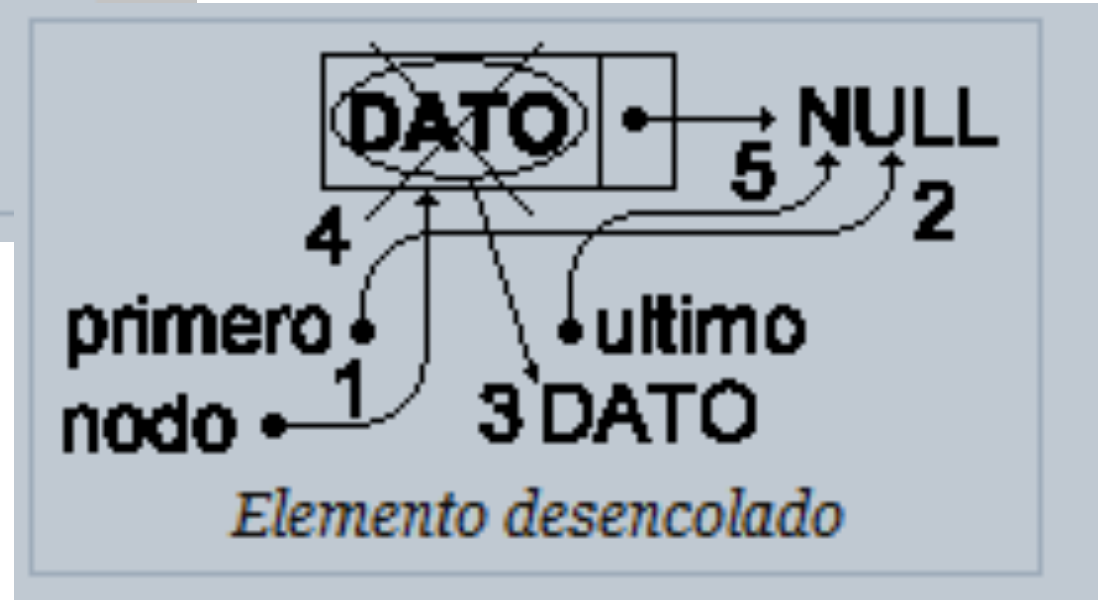 DATO NULL
5
4 2
primero ultimo
1
nodo 3 DATO
Elemento desencolado